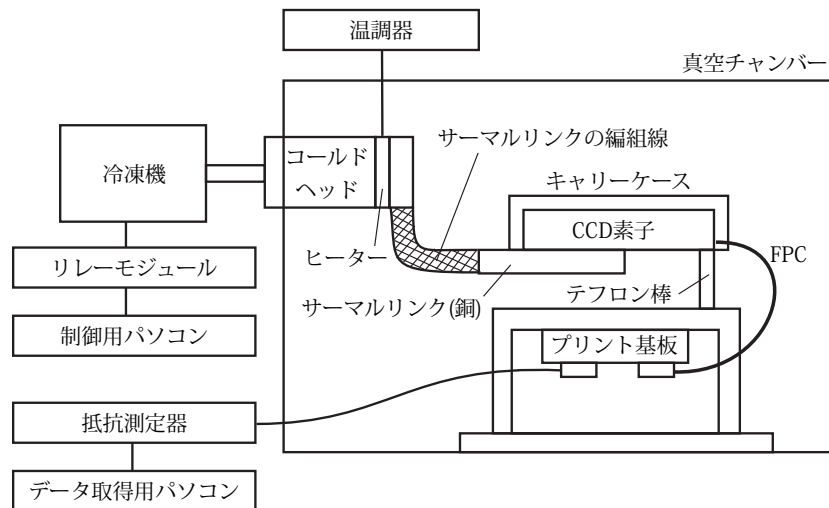 温調器
真空チャンバー
サーマルリンクの編組線
コールド
ヘッド
冷凍機
キャリーケース
CCD素子
ヒーター
FPC
リレーモジュール
サーマルリンク(銅)
テフロン棒
制御用パソコン
プリント基板
抵抗測定器
データ取得用パソコン